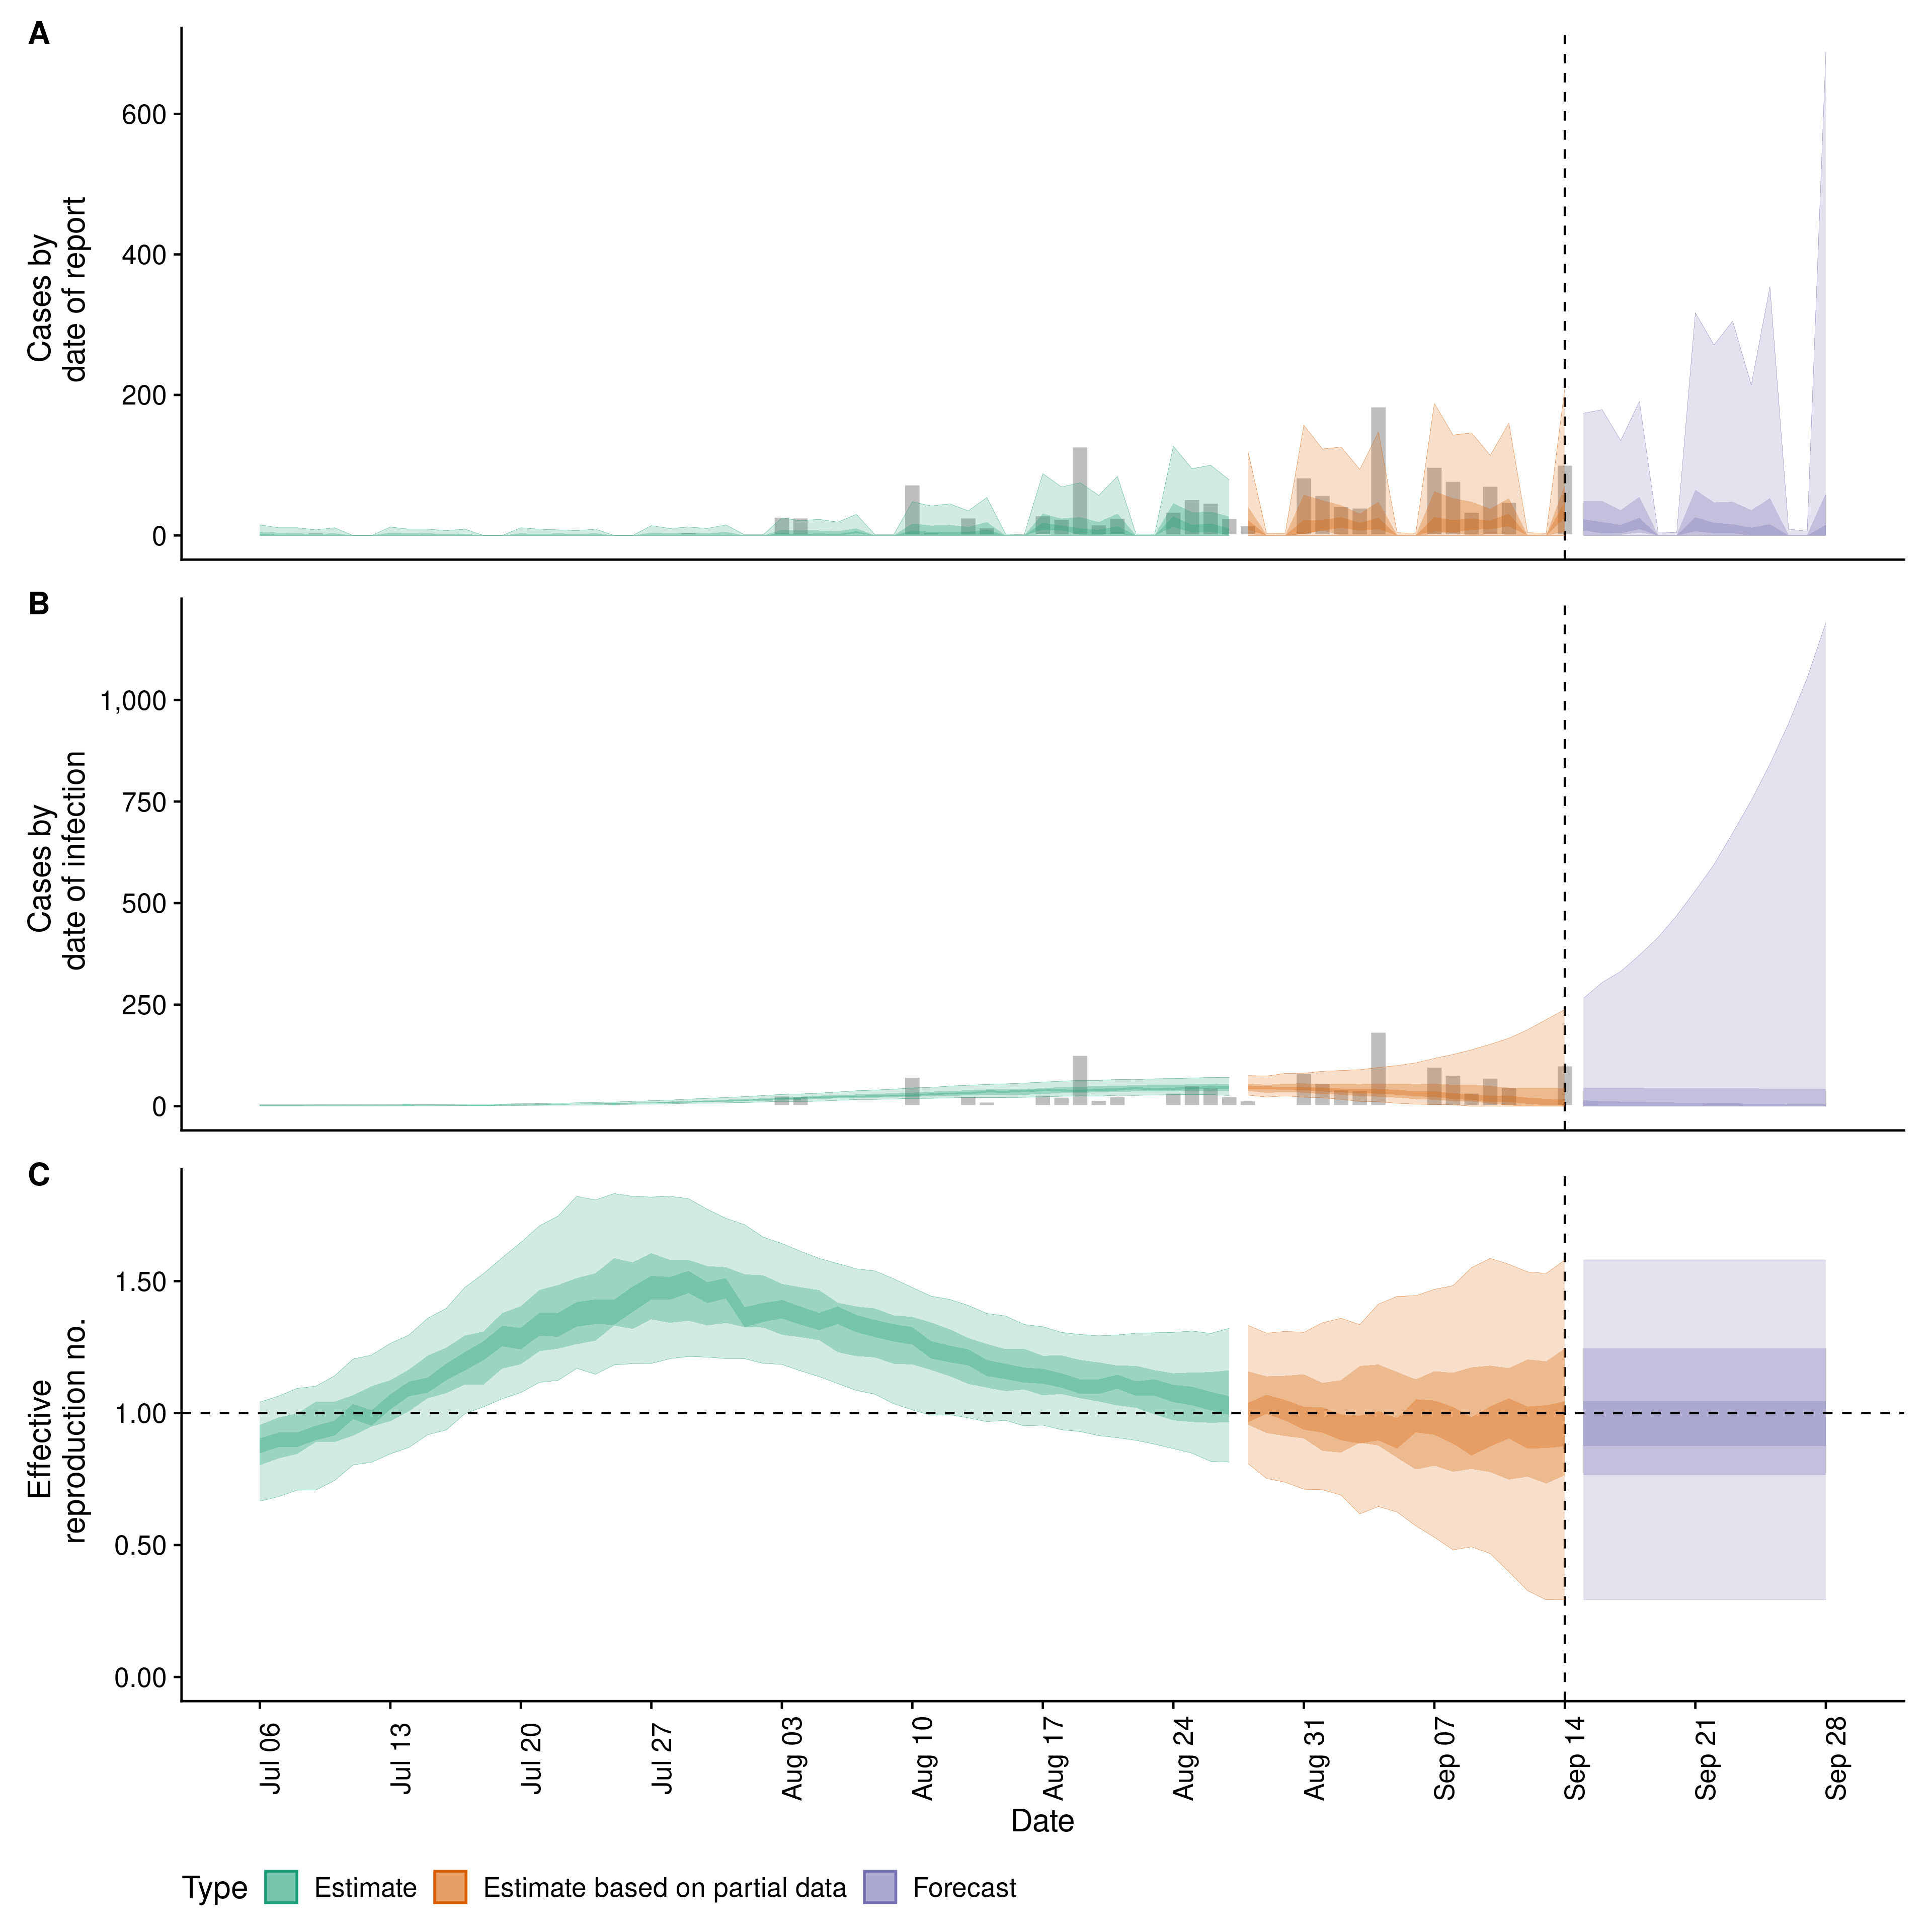 A
Cases by
date of report
600
400
200
0
B
Cases by
date of infection
1,000
750
500
250
0
C
Effective
reproduction no.
1.50
1.00
0.50
0.00
Jul 06
Jul 13
Jul 20
Jul 27
Aug 03
Aug 10
Aug 17
Aug 24
Aug 31
Sep 07
Sep 14
Sep 21
Sep 28
Date
Type Estimate Estimate based on partial data Forecast